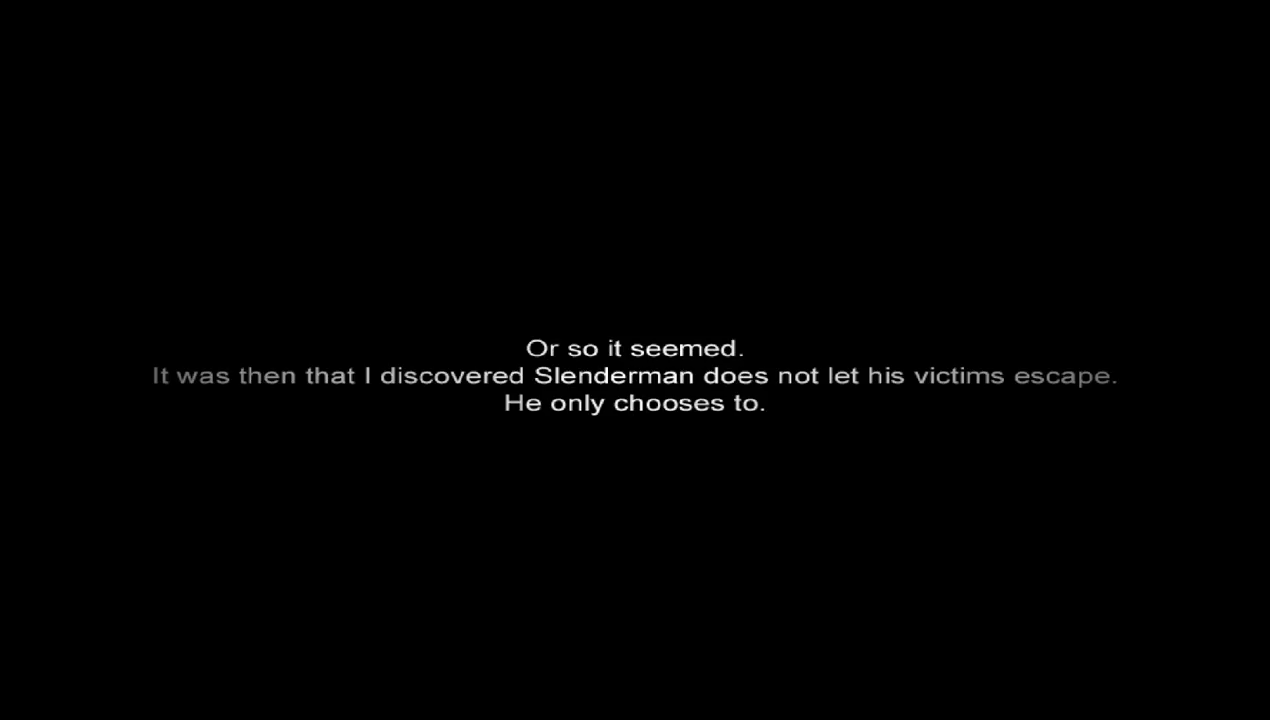 Or so it seemed.
It was then that I discovered Slenderman does not let his victims escape.
He only chooses to.